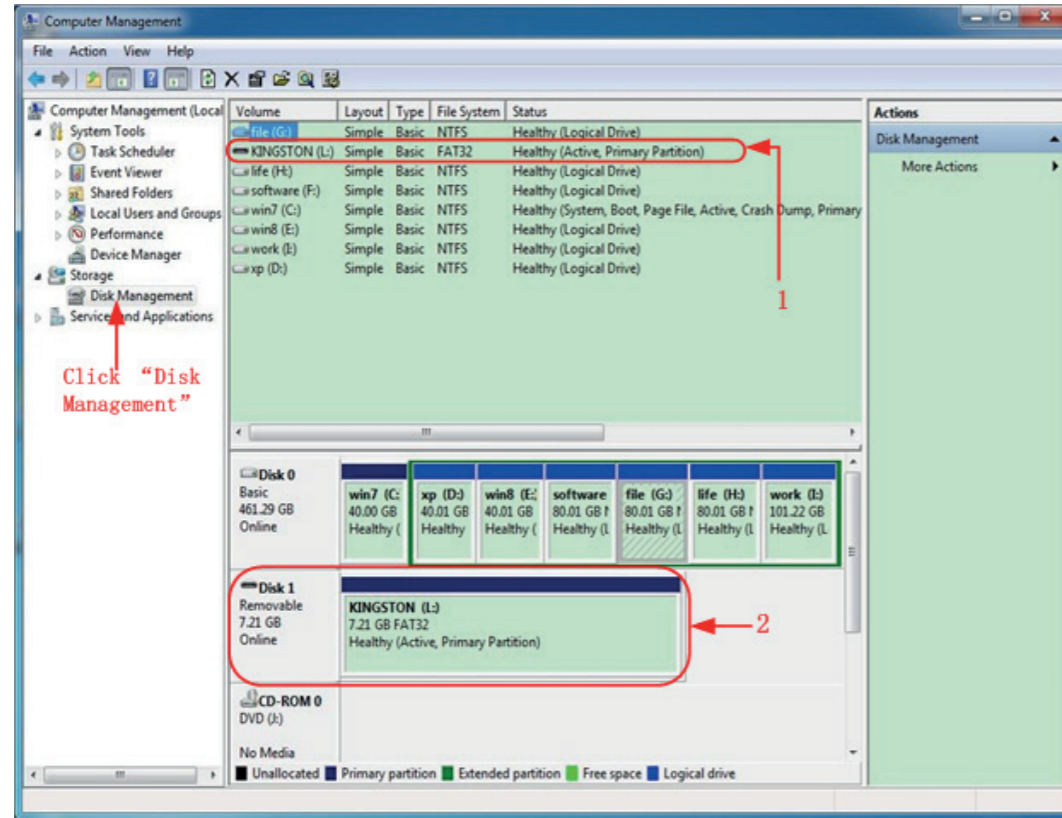 Computer Management
File Action View Help
Computer Management (Local
System Tools
Task Scheduler
Event Viewer
Shared Folders
Local Users and Groups
Performance
Device Manager
Storage
Disk Management
Services and Applications
Click “Disk
Management”
Volume Layout Type File System Status
file (G:) Simple Basic NTFS Healthy (Logical Drive)
KINGSTON (L:) Simple Basic FAT32 Healthy (Active, Primary Partition)
life (H:) Simple Basic NTFS Healthy (Logical Drive)
software (F:) Simple Basic NTFS Healthy (Logical Drive)
win7 (C:) Simple Basic NTFS Healthy (System, Boot, Page File, Active, Crash Dump, Primary
win8 (E:) Simple Basic NTFS Healthy (Logical Drive)
work (I:) Simple Basic NTFS Healthy (Logical Drive)
xp (D:) Simple Basic NTFS Healthy (Logical Drive)
1
Actions
Disk Management
More Actions
Disk 0
Basic
461.29 GB
Online
win7 (C: xp (D:) win8 (E: software file (G:) life (H:) work (I:)
40.00 GB 40.01 GB 40.01 GB 80.01 GB 80.01 GB 80.01 GB 101.22 GB
Healthy ( Healthy Healthy ( Healthy (L Healthy (L Healthy (L Healthy (L
Disk 1
Removable
7.21 GB
Online
KINGSTON (L:)
7.21 GB FAT32
Healthy (Active, Primary Partition)
2
CD-ROM 0
DVD (J:)
No Media
Unallocated Primary partition Extended partition Free space Logical drive